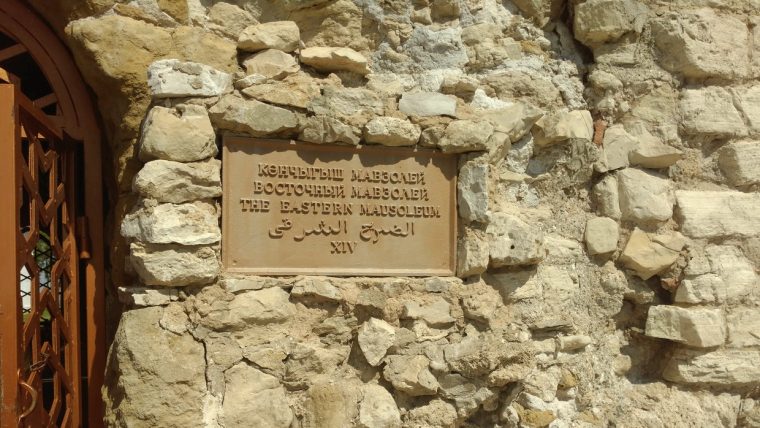 КӨНЧЫГЫШ МАВЗОЛЕЙ
ВОСТОЧНЫЙ МАВЗОЛЕЙ
THE EASTERN MAUSOLEUM
الضريح الشرقي
XIV